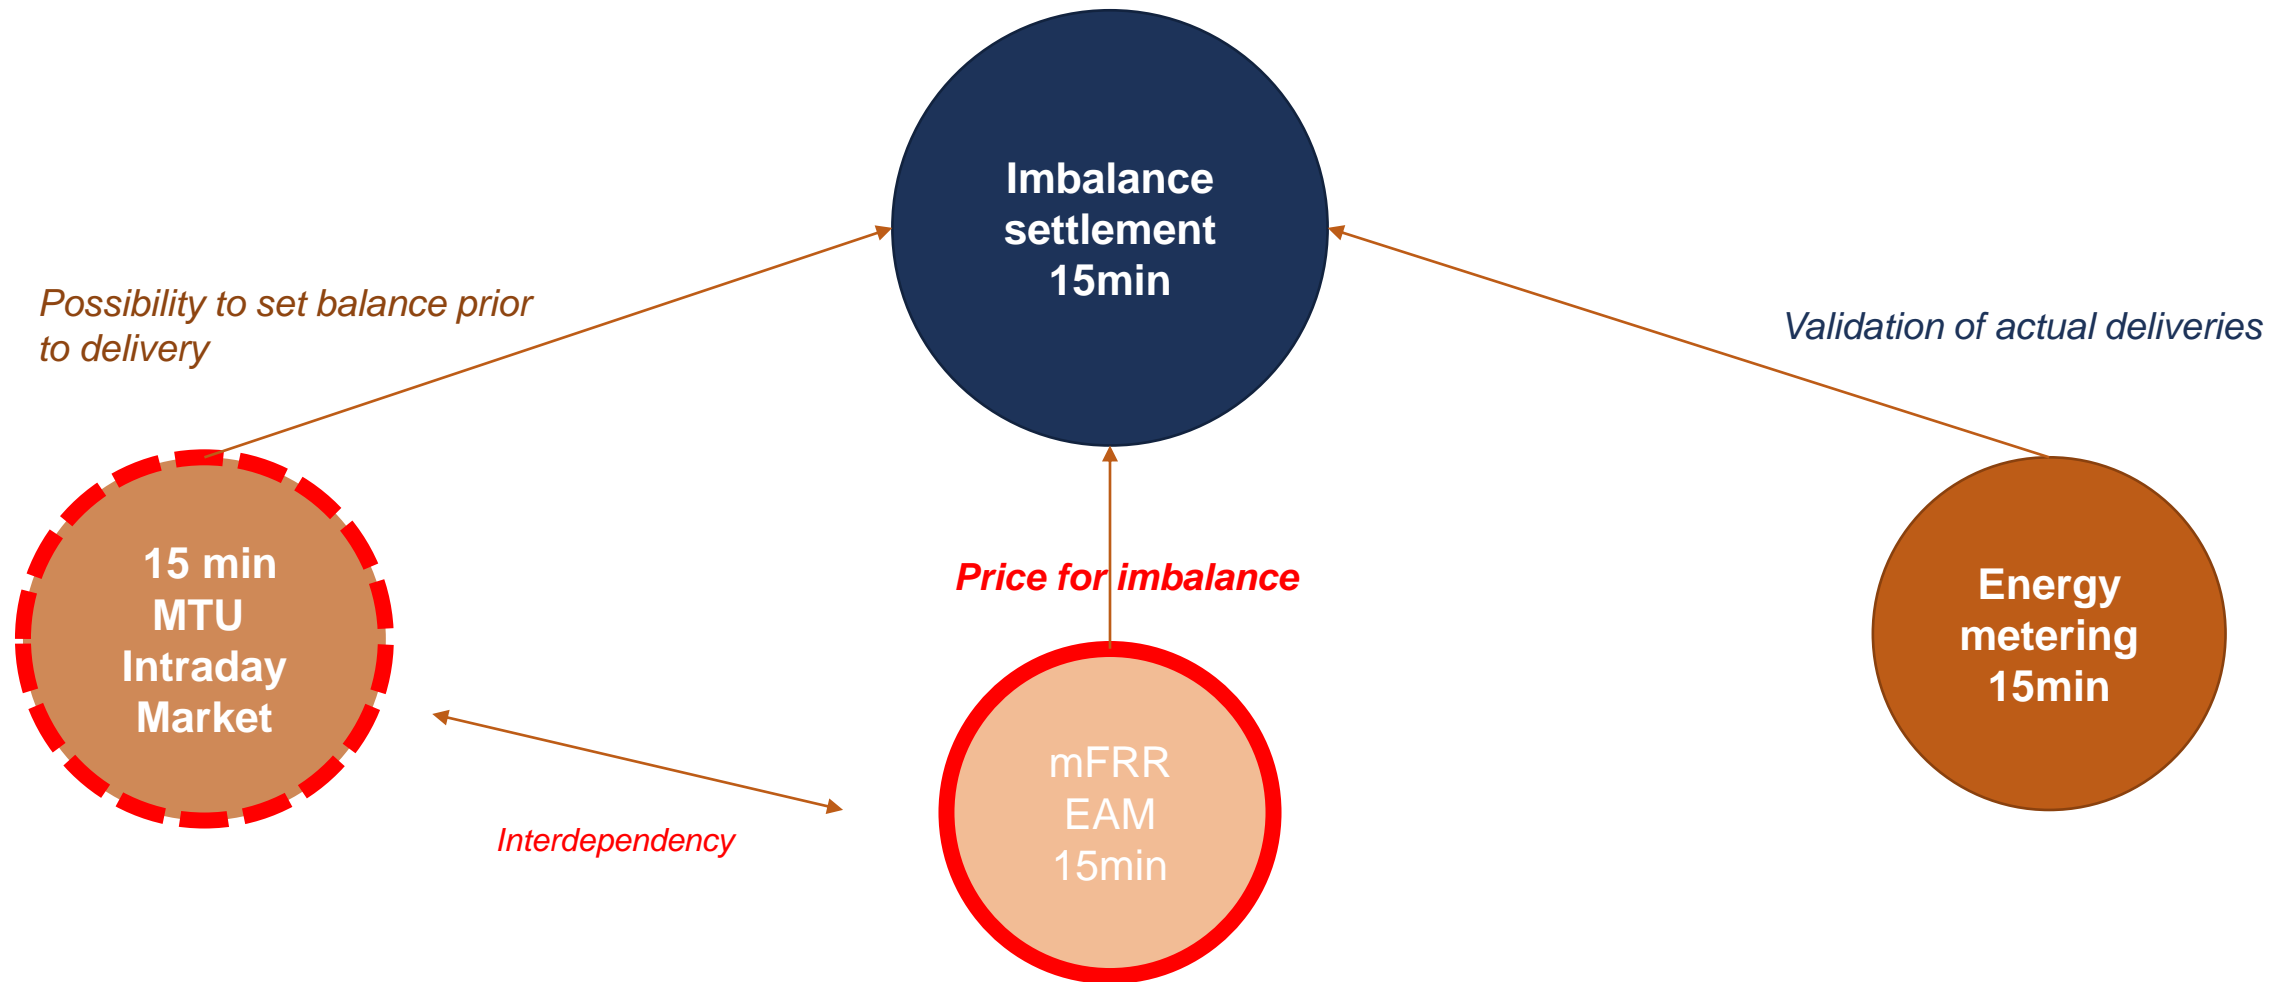 Imbalance
settlement
15min
Possibility to set balance prior
to delivery
Validation of actual deliveries
15 min
MTU
Intraday
Market
Price for imbalance
Energy
metering
15min
mFRR
EAM
15min
Interdependency